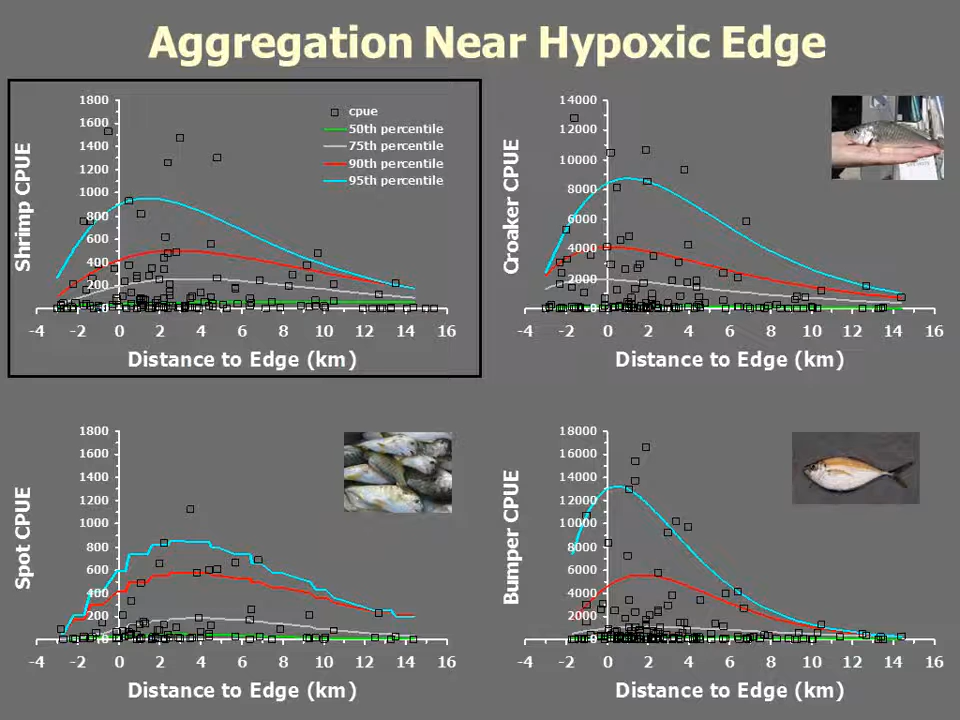 Aggregation Near Hypoxic Edge
Shrimp CPUE
1800
1600
1400
1200
1000
800
600
400
200
0
-4 -2 0 2 4 6 8 10 12 14 16
Distance to Edge (km)
cpue
50th percentile
75th percentile
90th percentile
95th percentile
Croaker CPUE
14000
12000
10000
8000
6000
4000
2000
0
-4 -2 0 2 4 6 8 10 12 14 16
Distance to Edge (km)
Spot CPUE
1800
1600
1400
1200
1000
800
600
400
200
0
-4 -2 0 2 4 6 8 10 12 14 16
Distance to Edge (km)
Bumper CPUE
18000
16000
14000
12000
10000
8000
6000
4000
2000
0
-4 -2 0 2 4 6 8 10 12 14 16
Distance to Edge (km)